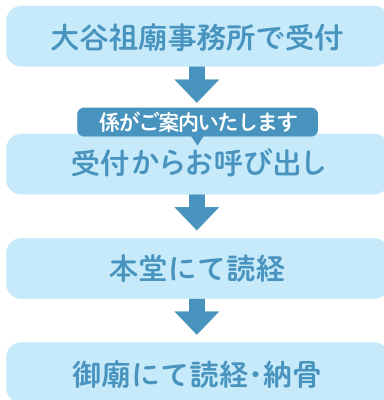 大谷祖廟事務所で受付
係がご案内いたします
受付からお呼び出し
本堂にて読経
御廟にて読経・納骨